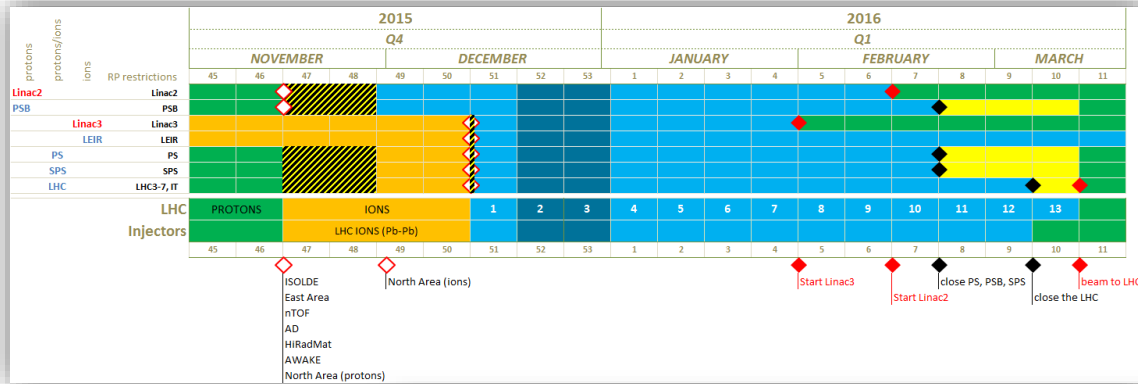 2015 2016
Q4 Q1
NOVEMBER DECEMBER JANUARY FEBRUARY MARCH
protons protons/ions ions RP restrictions 45 46 47 48 49 50 51 52 53 1 2 3 4 5 6 7 8 9 10 11
Linac2 Linac2
PSB PSB
Linac3 Linac3
LEIR LEIR
PS PS
SPS SPS
LHC LHC3-7, IT
LHC PROTONS IONS 1 2 3 4 5 6 7 8 9 10 11 12 13
Injectors LHC IONS (Pb-Pb)
45 46 47 48 49 50 51 52 53 1 2 3 4 5 6 7 8 9 10 11
ISOLDE North Area (ions) Start Linac3 close PS, PSB, SPS beam to LHC
East Area Start Linac2 close the LHC
nTOF
AD
HiRadMat
AWAKE
North Area (protons)